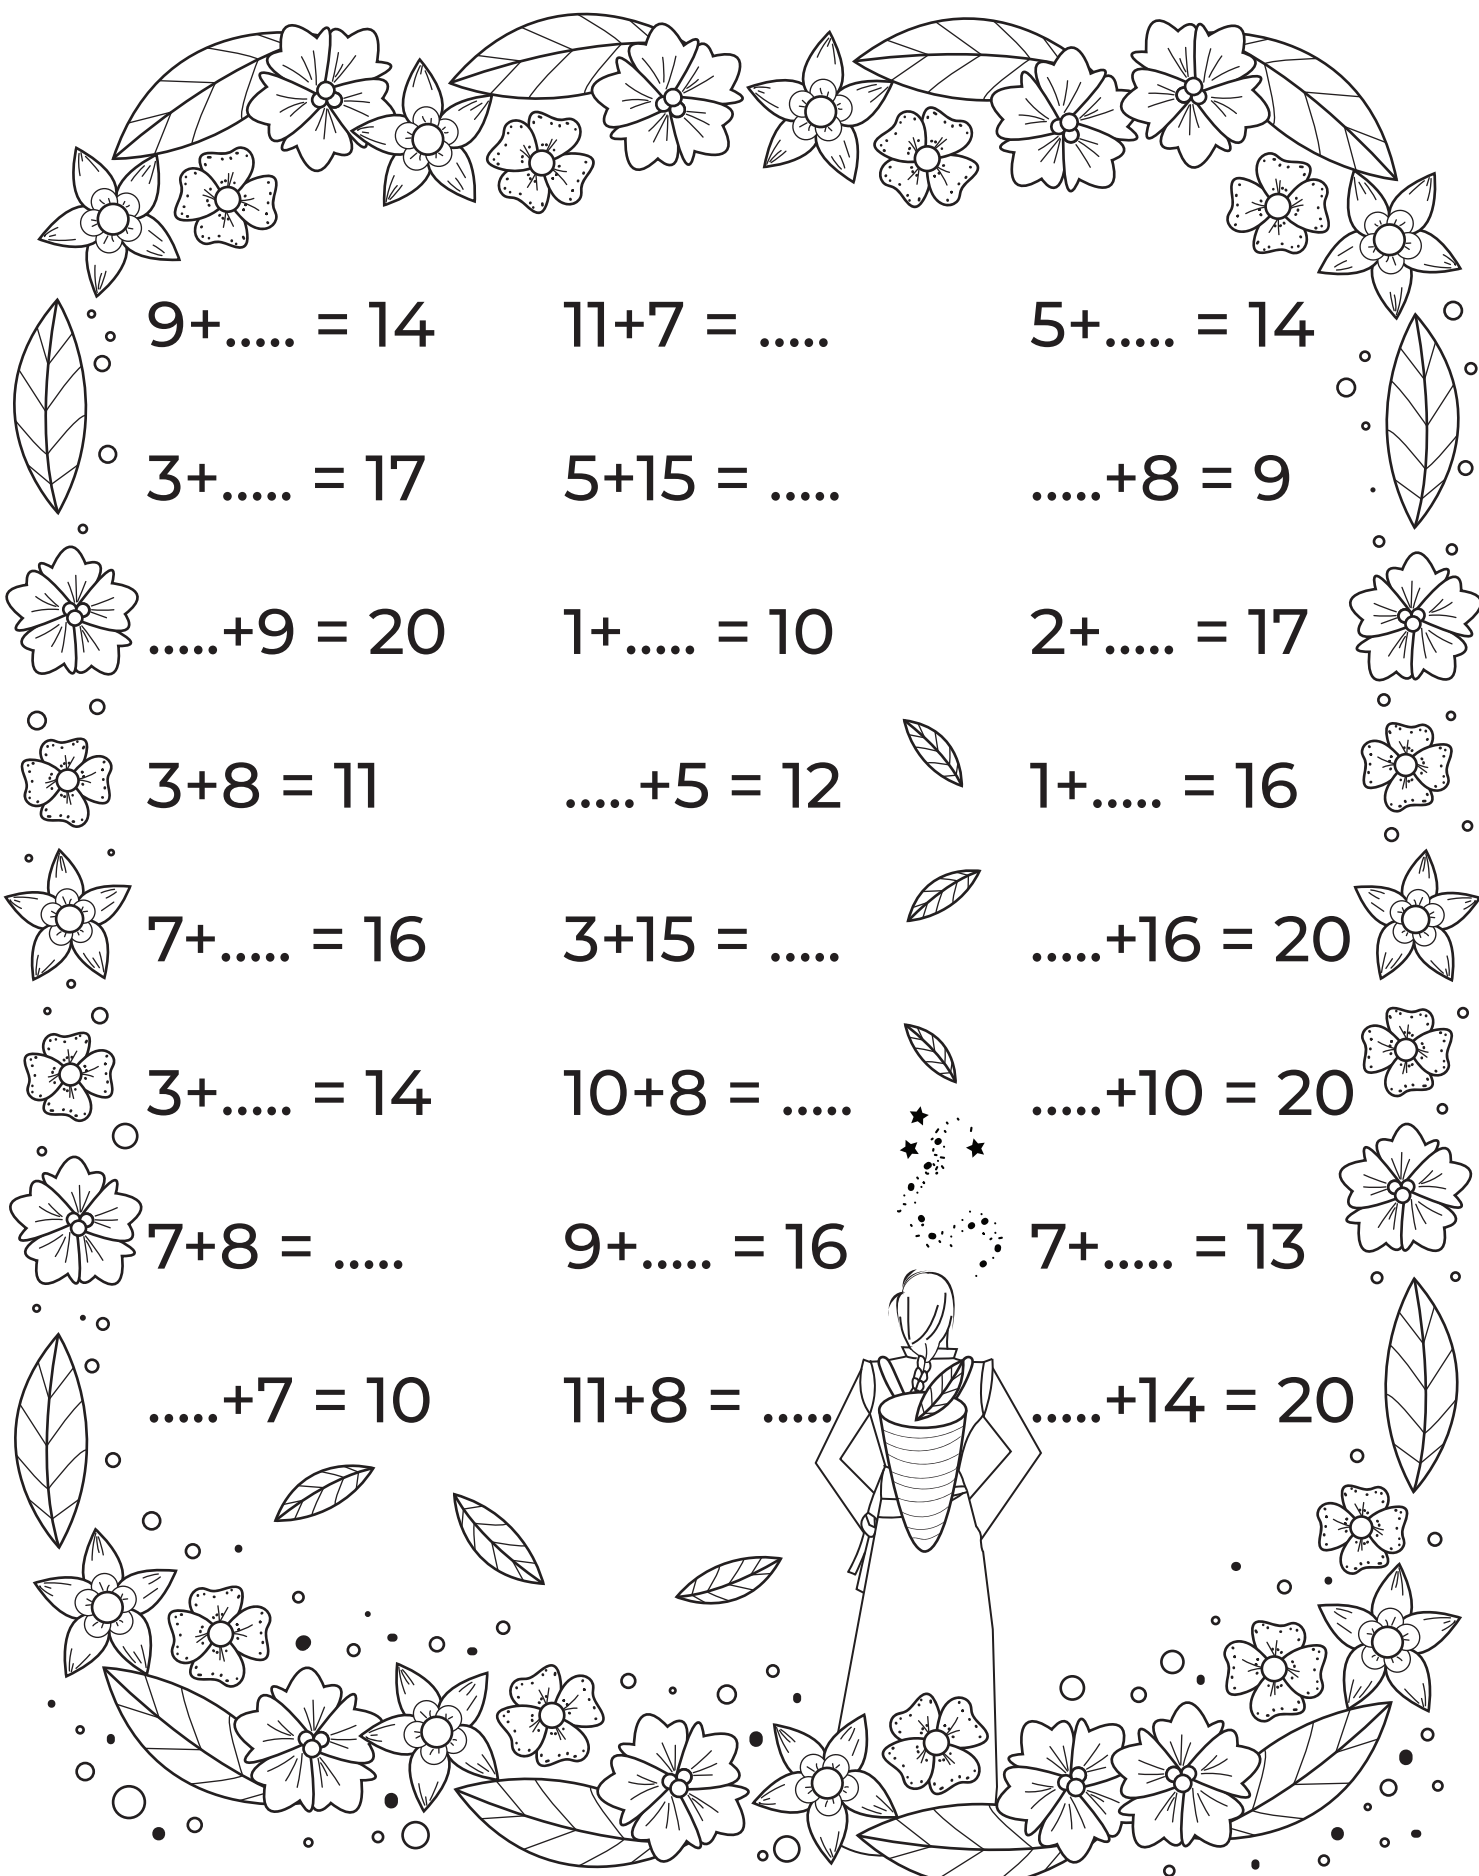 9+..... = 14 11+7 = ..... 5+..... = 14
3+..... = 17 5+15 = ..... .....+8 = 9
.....+9 = 20 1+..... = 10 2+..... = 17
3+8 = 11 .....+5 = 12 1+..... = 16
7+..... = 16 3+15 = ..... .....+16 = 20
3+..... = 14 10+8 = ..... .....+10 = 20
7+8 = ..... 9+..... = 16 7+..... = 13
.....+7 = 10 11+8 = ..... .....+14 = 20